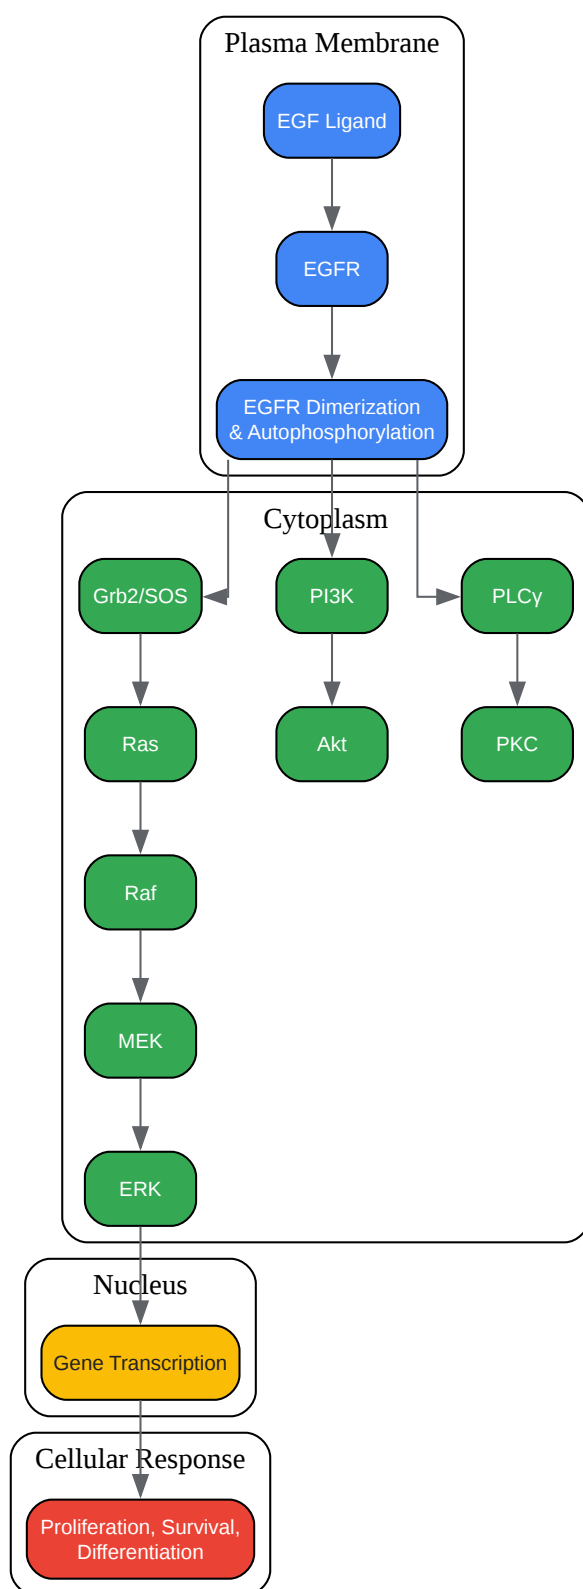 Plasma Membrane
EGF Ligand
EGFR
EGFR Dimerization
& Autophosphorylation
Cytoplasm
Grb2/SOS
PI3K
PLCγ
Ras
Akt
PKC
Raf
MEK
ERK
Nucleus
Gene Transcription
Cellular Response
Proliferation, Survival,
Differentiation